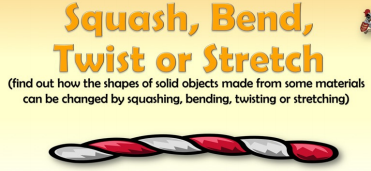 Squash, Bend,
Twist or Stretch
(find out how the shapes of solid objects made from some materials
can be changed by squashing, bending, twisting or stretching)